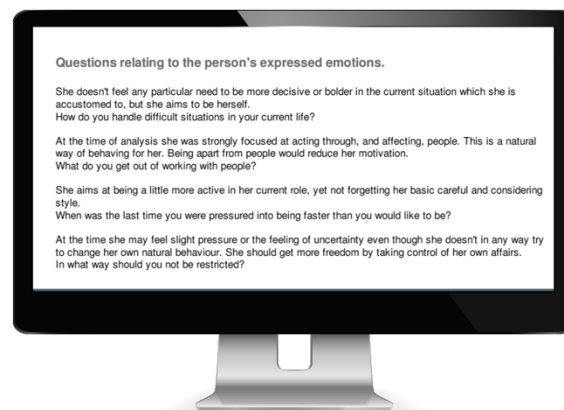 Questions relating to the person's expressed emotions.
She doesn't feel any particular need to be more decisive or bolder in the current situation which she is
accustomed to, but she aims to be herself.
How do you handle difficult situations in your current life?
At the time of analysis she was strongly focused at acting through, and affecting, people. This is a natural
way of behaving for her. Being apart from people would reduce her motivation.
What do you get out of working with people?
She aims at being a little more active in her current role, yet not forgetting her basic careful and considering
style.
When was the last time you were pressured into being faster than you would like to be?
At the time she may feel slight pressure or the feeling of uncertainty even though she doesn't in any way try
to change her own natural behaviour. She should get more freedom by taking control of her own affairs.
In what way should you not be restricted?